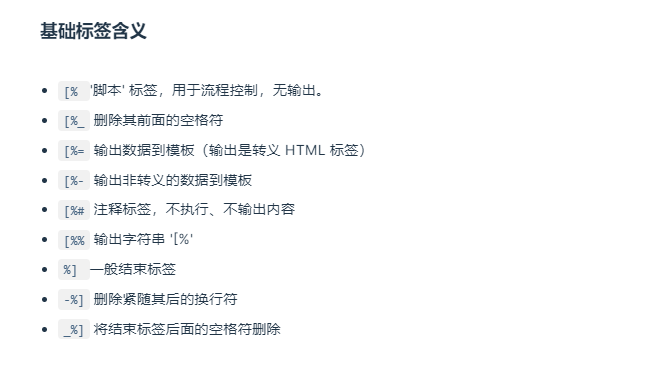 基础标签含义
[% '脚本' 标签，用于流程控制，无输出。
[%_ 删除其前面的空格符
[%= 输出数据到模板（输出是转义 HTML 标签）
[%- 输出非转义的数据到模板
[%# 注释标签，不执行、不输出内容
[%% 输出字符串 '[%'
%] 一般结束标签
-%] 删除紧随其后的换行符
_%] 将结束标签后面的空格符删除